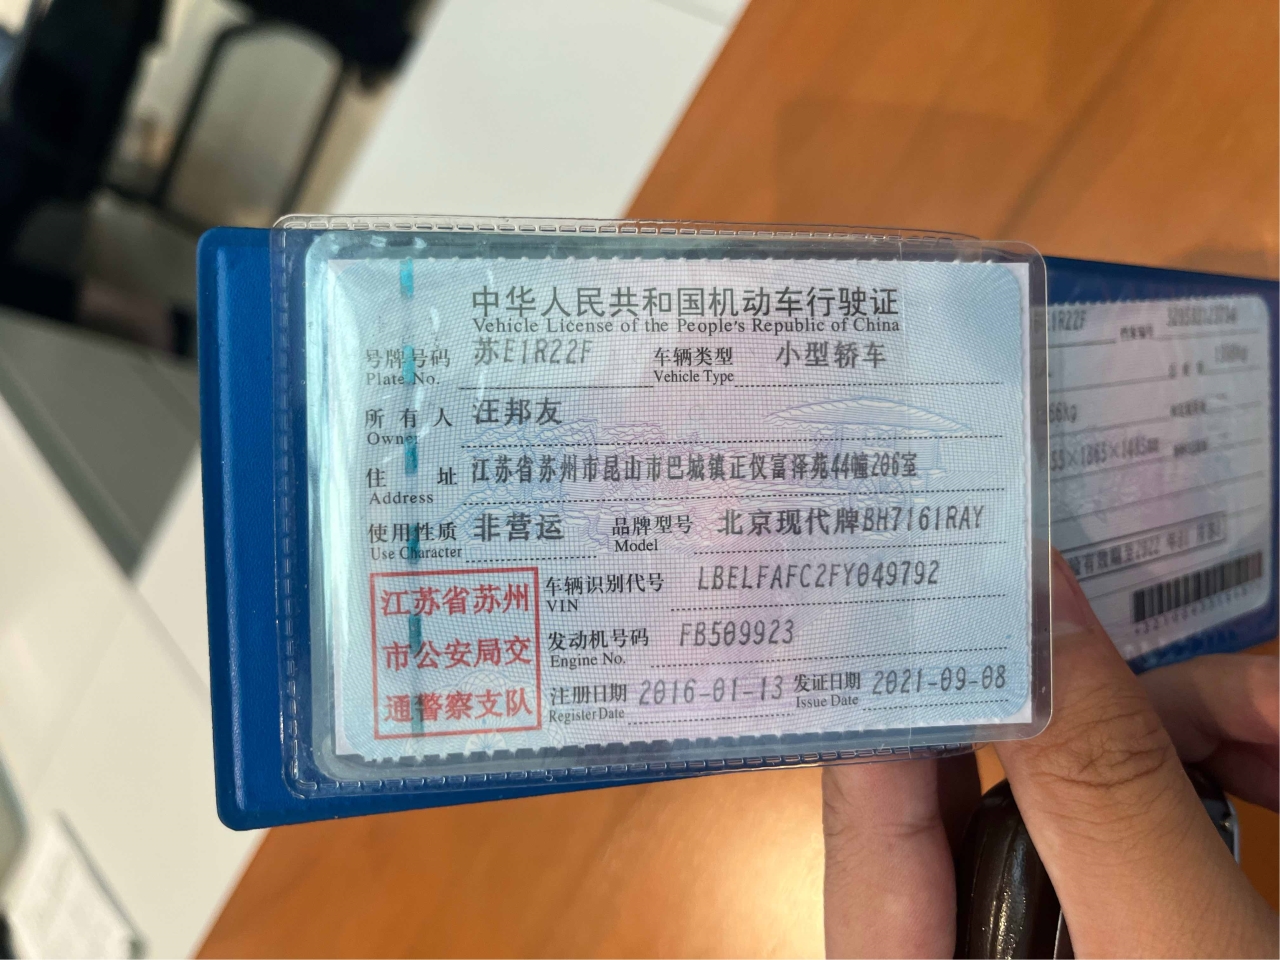 中华人民共和国机动车行驶证
Vehicle License of the People's Republic of China
号牌号码 苏E1R22F 车辆类型 小型轿车
Plate No. Vehicle Type
所有人 汪邦友
Owner
住址 江苏省苏州市昆山市巴城镇正仪富泽苑44幢206室
Address
使用性质 非营运 品牌型号 北京现代牌BH7161RAY
Use Character Model
江苏省苏州
市公安局交
通警察支队
车辆识别代号 LBELFAFC2FY049792
VIN
发动机号码 FB509923
Engine No.
注册日期 2016-01-13 发证日期 2021-09-08
Register Date Issue Date
1R22F